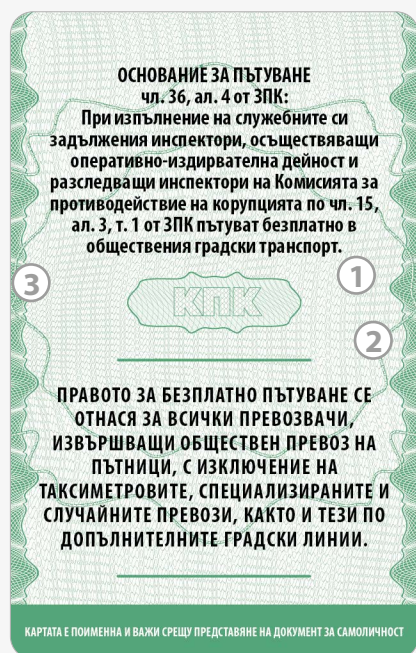 ОСНОВАНИЕ ЗА ПЪТУВАНЕ
чл. 36, ал. 4 от ЗПК:
При изпълнение на служебните си
задължения инспектори, осъществяващи
оперативно-издирвателна дейност и
разследващи инспектори на Комисията за
противодействие на корупцията по чл. 15,
ал. 3, т. 1 от ЗПК пътуват безплатно в
обществения градски транспорт.
1
3
КПК
2
ПРАВОТО ЗА БЕЗПЛАТНО ПЪТУВАНЕ СЕ
ОТНАСЯ ЗА ВСИЧКИ ПРЕВОЗВАЧИ,
ИЗВЪРШВАЩИ ОБЩЕСТВЕН ПРЕВОЗ НА
ПЪТНИЦИ, С ИЗКЛЮЧЕНИЕ НА
ТАКСИМЕТРОВИТЕ, СПЕЦИАЛИЗИРАНИТЕ И
СЛУЧАЙНИТЕ ПРЕВОЗИ, КАКТО И ТЕЗИ ПО
ДОПЪЛНИТЕЛНИТЕ ГРАДСКИ ЛИНИИ.
КАРТАТА Е ПОИМЕННА И ВАЖИ СРЕЩУ ПРЕДСТАВЯНЕ НА ДОКУМЕНТ ЗА САМОЛИЧНОСТ